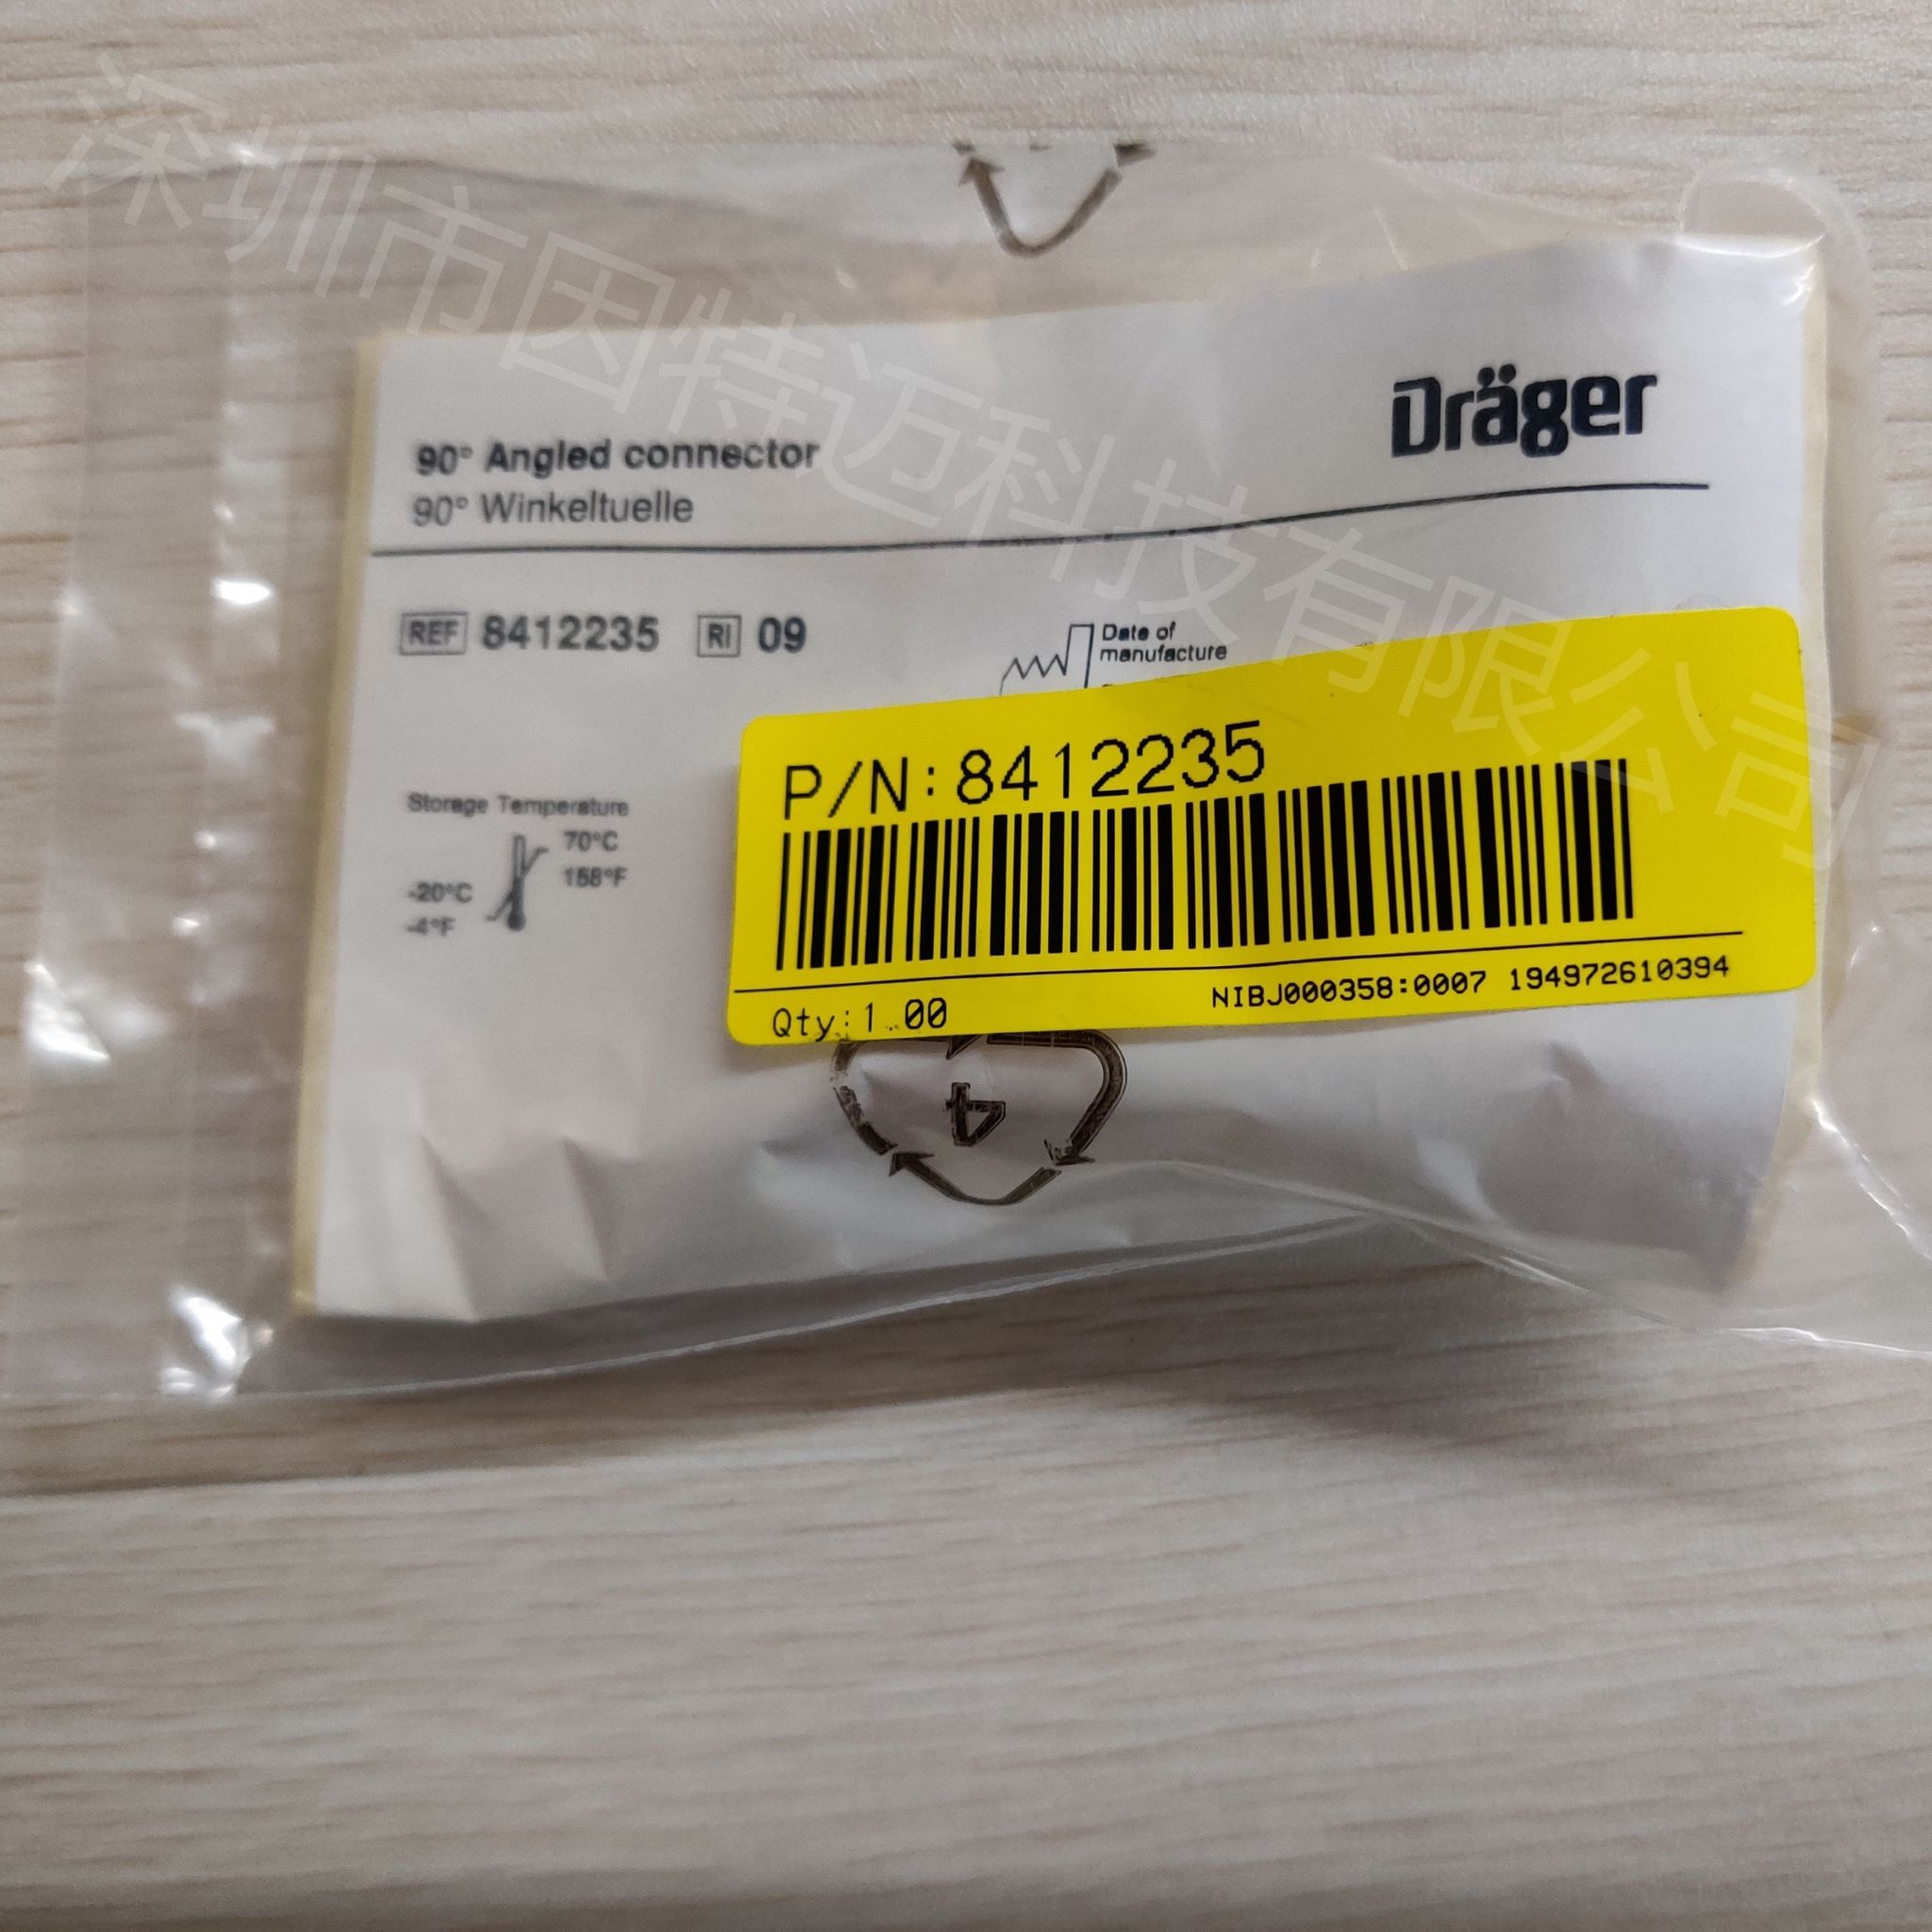 深圳市因特迈科技有限公司
Dräger
90° Angled connector
90° Winkeltuelle
REF 8412235 RI 09
Date of
manufacture
P/N:8412235
Storage Temperature
70°C
158°F
-20°C
-4°F
Qty:1.00
NIBJ000358:0007 194972610394
4